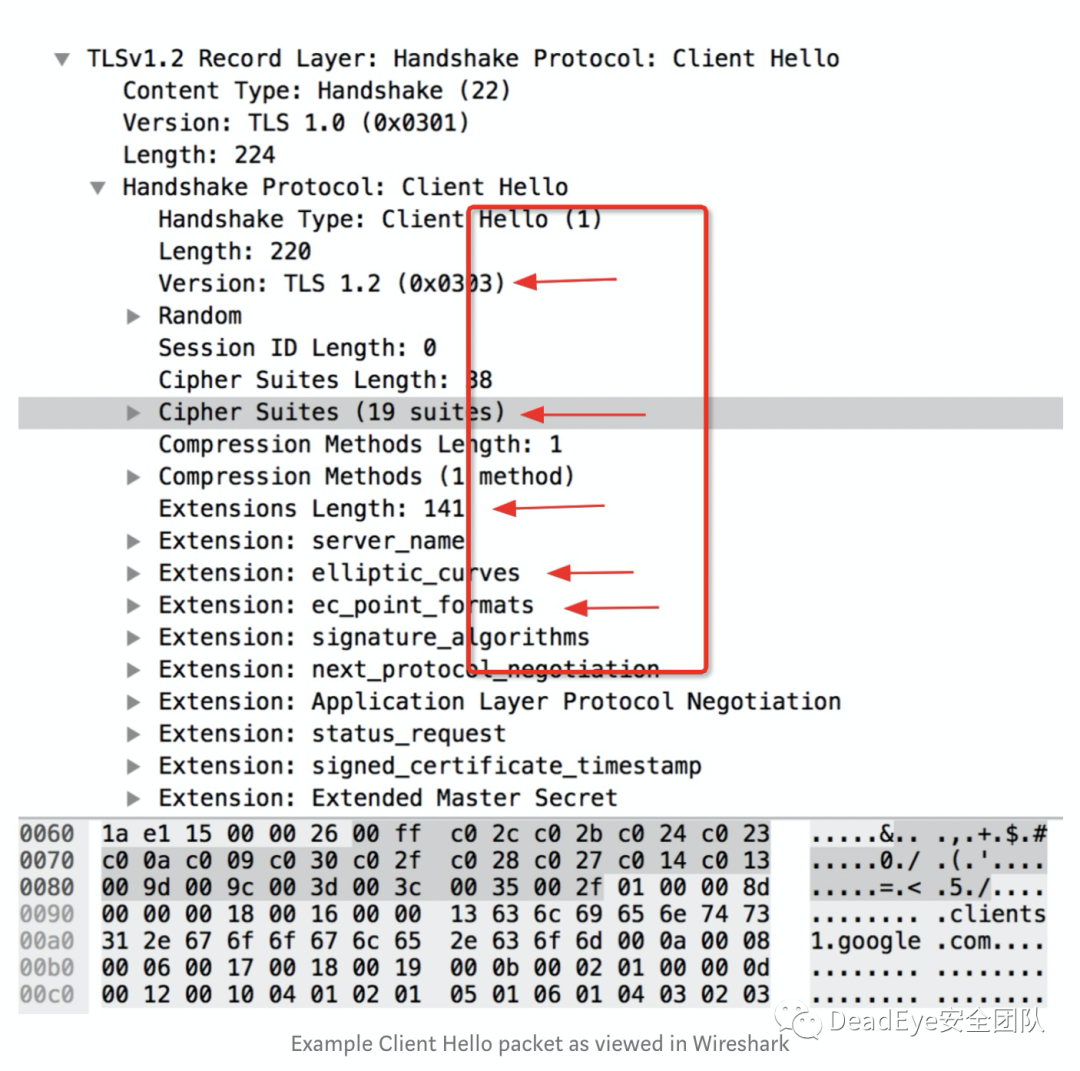 TLSv1.2 Record Layer: Handshake Protocol: Client Hello
Content Type: Handshake (22)
Version: TLS 1.0 (0x0301)
Length: 224
Handshake Protocol: Client Hello
Handshake Type: Client Hello (1)
Length: 220
Version: TLS 1.2 (0x0303)
Random
Session ID Length: 0
Cipher Suites Length: 38
Cipher Suites (19 suites)
Compression Methods Length: 1
Compression Methods (1 method)
Extensions Length: 141
Extension: server_name
Extension: elliptic_curves
Extension: ec_point_formats
Extension: signature_algorithms
Extension: next_protocol_negotiation
Extension: Application Layer Protocol Negotiation
Extension: status_request
Extension: signed_certificate_timestamp
Extension: Extended Master Secret
0060 1a e1 15 00 00 26 00 ff c0 2c c0 2b c0 24 c0 23 .....&.. .,.+.$.#
0070 c0 0a c0 09 c0 30 c0 2f c0 28 c0 27 c0 14 c0 13 .....0./ .(.'....
0080 00 9d 00 9c 00 3d 00 3c 00 35 00 2f 01 00 00 8d .....=.< .5./....
0090 00 00 00 18 00 16 00 00 13 63 6c 69 65 6e 74 73 ........ .clients
00a0 31 2e 67 6f 6f 67 6c 65 2e 63 6f 6d 00 0a 00 08 1.google .com....
00b0 00 06 00 17 00 18 00 19 00 0b 00 02 01 00 00 0d ........ ........
00c0 00 12 00 10 04 01 02 01 05 01 06 01 04 03 02 03 ........ ........
DeadEye安全团队
Example Client Hello packet as viewed in Wireshark